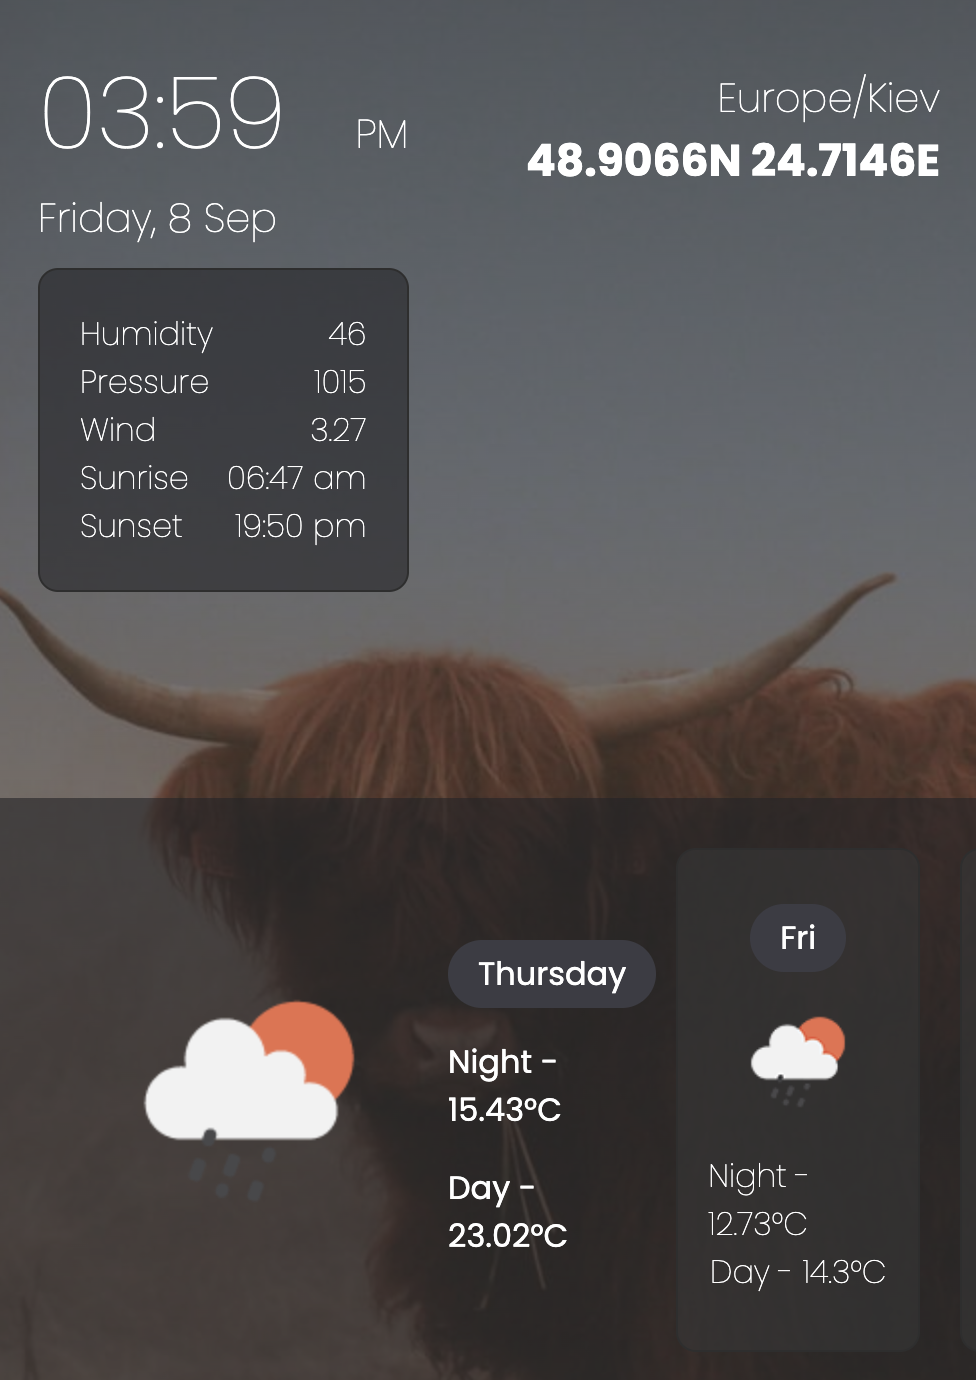 03:59 PM
Friday, 8 Sep
Europe/Kiev
48.9066N 24.7146E
Humidity 46
Pressure 1015
Wind 3.27
Sunrise 06:47 am
Sunset 19:50 pm
Thursday
Night -
15.43°C
Day -
23.02°C
Fri
Night -
12.73°C
Day - 14.3°C